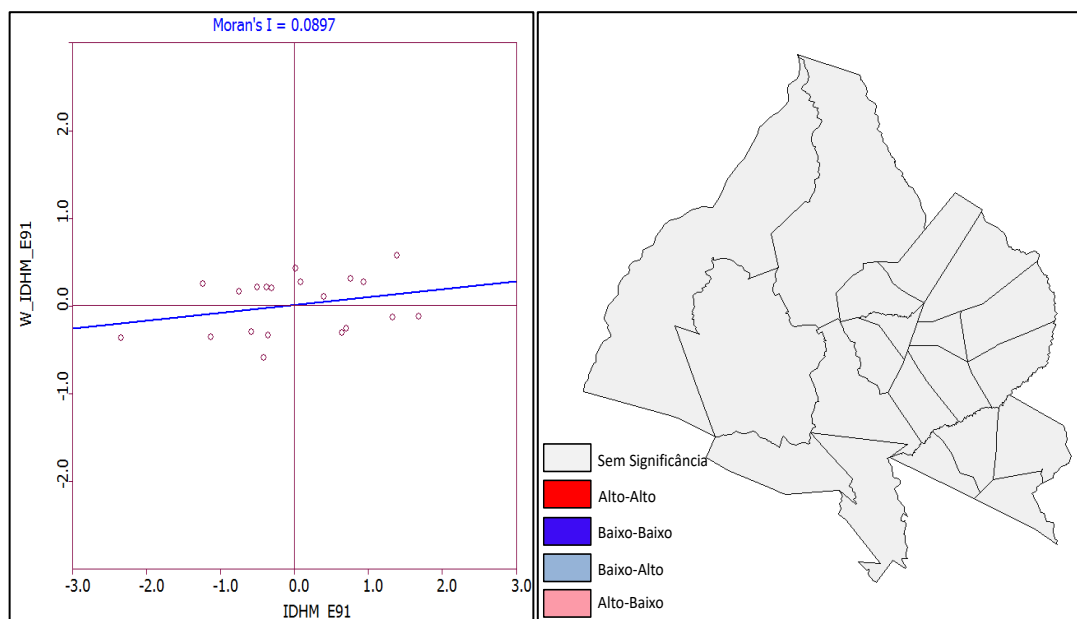 Moran's I = 0.0897
2.0
1.0
0.0
-1.0
-2.0
W_IDHM_E91
-3.0 -2.0 -1.0 0.0 1.0 2.0 3.0
IDHM_E91
Sem Significância
Alto-Alto
Baixo-Baixo
Baixo-Alto
Alto-Baixo